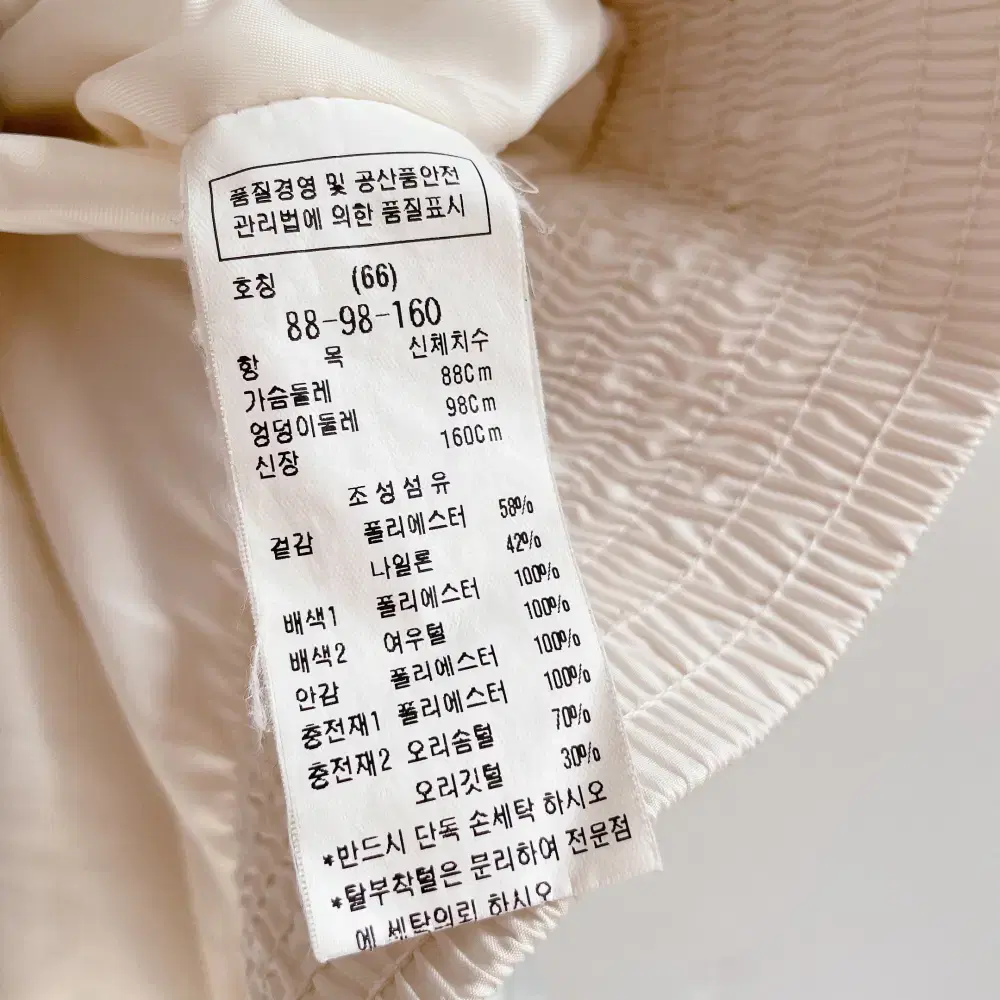 품질경영 및 공산품안전
관리법에 의한 품질표시
호칭 (66)
88-98-160
항 목 신체치수
가슴둘레 88Cm
엉덩이둘레 98Cm
신장 160Cm
조성섬유
겉감 폴리에스터 58%
나일론 42%
배색1 폴리에스터 100%
배색2 여우털 100%
안감 폴리에스터 100%
충전재1 폴리에스터 100%
충전재2 오리솜털 70%
오리깃털 30%
*반드시 단독 손세탁 하시오
*탈부착털은 분리하여 전문점
에 세탁의뢰 하시오